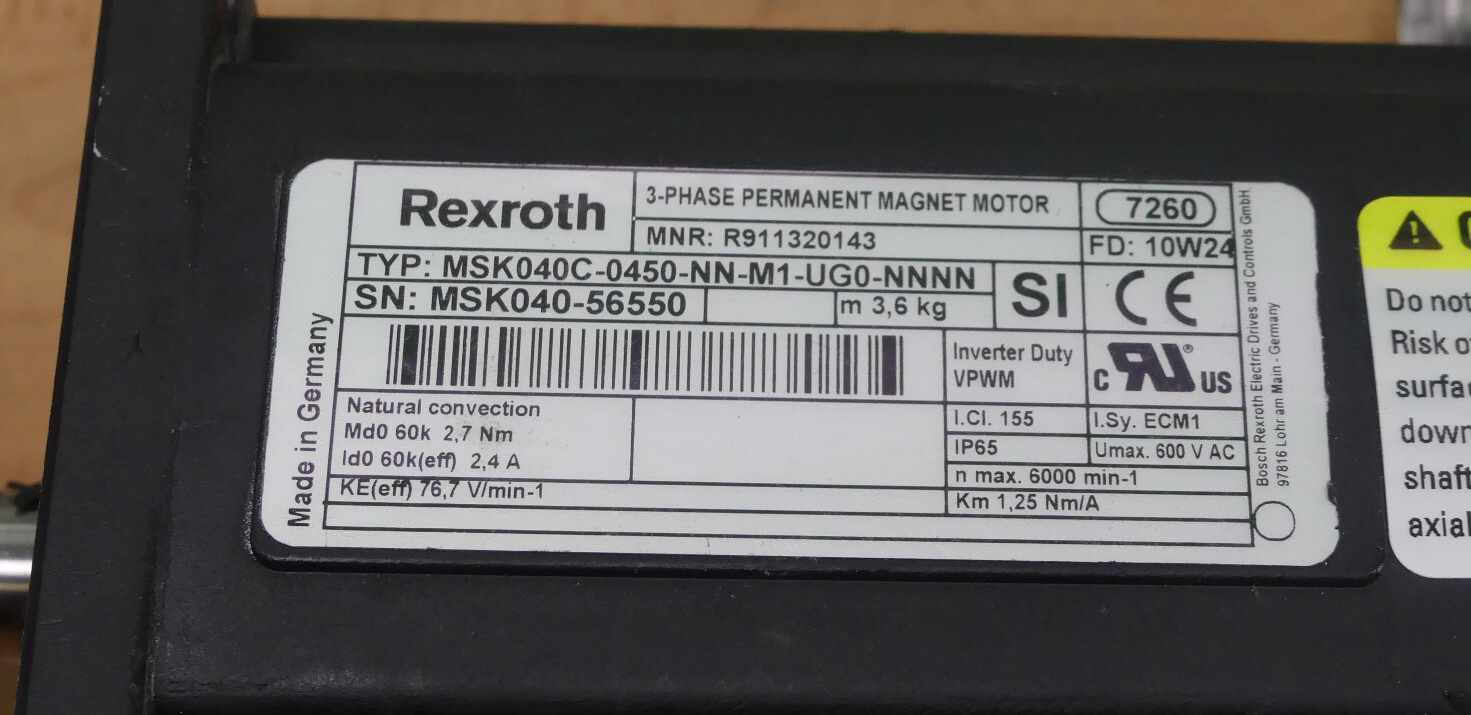 Rexroth
3-PHASE PERMANENT MAGNET MOTOR
7260
MNR: R911320143
FD: 10W24
TYP: MSK040C-0450-NN-M1-UG0-NNNN
SI
CE
SN: MSK040-56550
m 3,6 kg
Inverter Duty
VPWM
C RU® US
Natural convection
Md0 60k 2,7 Nm
Id0 60k(eff) 2,4 A
KE(eff) 76,7 V/min-1
I.Cl. 155
I.Sy. ECM1
IP65
Umax. 600 V AC
n max. 6000 min-1
Km 1,25 Nm/A
Made in Germany
Bosch Rexroth Electric Drives and Controls GmbH
97816 Lohr am Main - Germany
Do not
Risk
down
shaft
axial